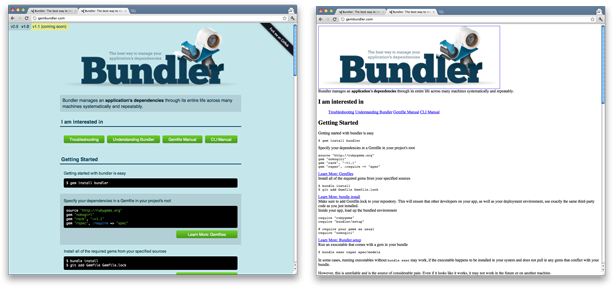 Bundler: The best way to ma
Bundler: The best way to m
gembundler.com
v0.9 v1.0 v1.1 (coming soon)
The best way to manage your
application's dependencies
Bundler
Bundler manages an application's dependencies through its entire life across many
machines systematically and repeatably.
I am interested in
Troubleshooting
Understanding Bundler
Gemfile Manual
CLI Manual
Getting Started
Getting started with bundler is easy
$ gem install bundler
Specify your dependencies in a Gemfile in your project's root
source "http://rubygems.org"
gem "nokogiri"
gem "rack", "~>1.1"
gem "rspec", :require => "spec"
Learn More: Gemfiles
Install all of the required gems from your specified sources
$ bundle install
$ git add Gemfile Gemfile.lock
gembundler.com
The best way to manage your
application's dependencies
Bundler
Bundler manages an application's dependencies through its entire life across many machines systematically and repeatably.
I am interested in
Troubleshooting Understanding Bundler Gemfile Manual CLI Manual
Getting Started
Getting started with bundler is easy
$ gem install bundler
Specify your dependencies in a Gemfile in your project's root
source "http://rubygems.org"
gem "nokogiri"
gem "rack", "~>1.1"
gem "rspec", :require => "spec"
Learn More: Gemfiles
Install all of the required gems from your specified sources
$ bundle install
$ git add Gemfile Gemfile.lock
Learn More: bundle install
Make sure to add Gemfile.lock to your repository. This will ensure that other developers on your app, as well as your deployment environment, use exactly the same third-party
code as you just installed.
Inside your app, load up the bundled environment
require "rubygems"
require "bundler/setup"
# require your gems as usual
require "nokogiri"
Learn More: Bundler.setup
Run an executable that comes with a gem in your bundle
$ bundle exec rspec spec/models
In some cases, running executables without bundle exec may work, if the executable happens to be installed in your system and does not pull in any gems that conflict with your
bundle.
However, this is unreliable and is the source of considerable pain. Even if it looks like it works, it may not work in the future or on another machine.